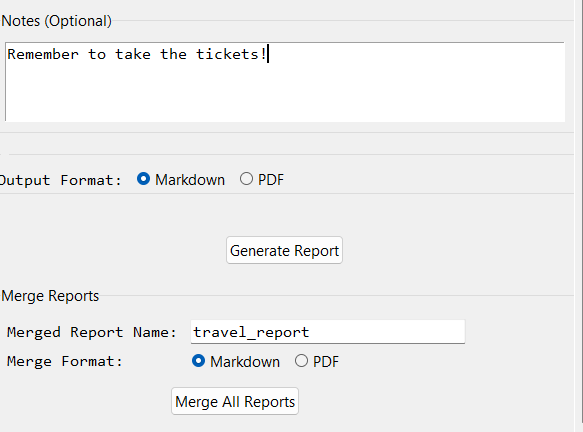 Notes (Optional)
Remember to take the tickets!
Output Format: Markdown PDF
Generate Report
Merge Reports
Merged Report Name: travel_report
Merge Format: Markdown PDF
Merge All Reports